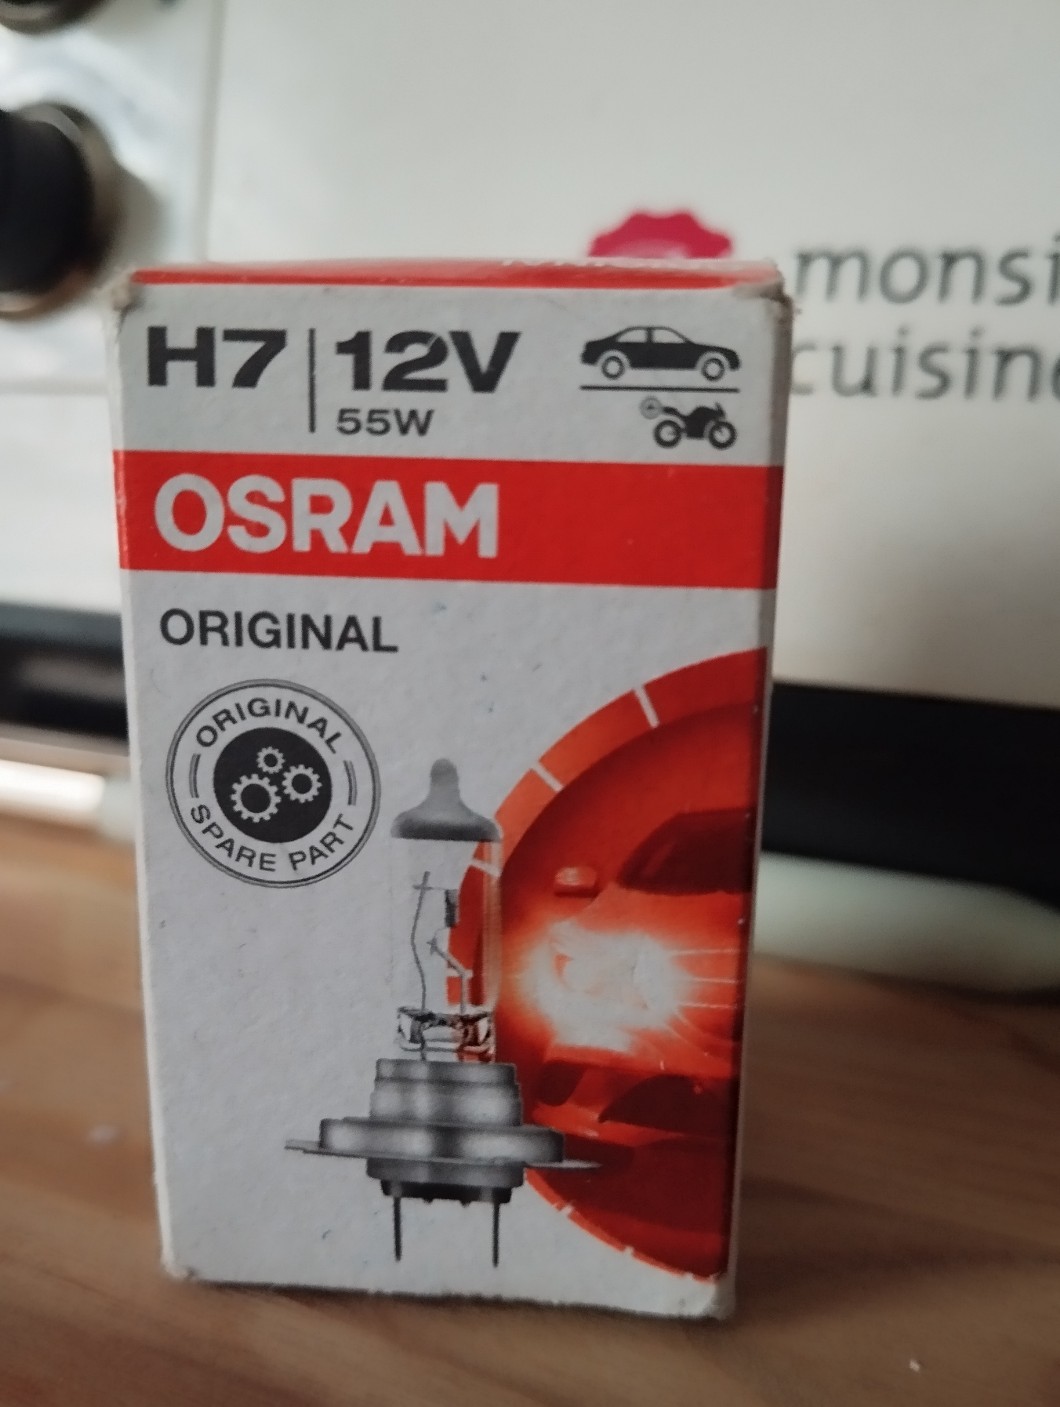 monsi
cuisine
H7 12V
55W
OSRAM
ORIGINAL
ORIGINAL
SPARE PART